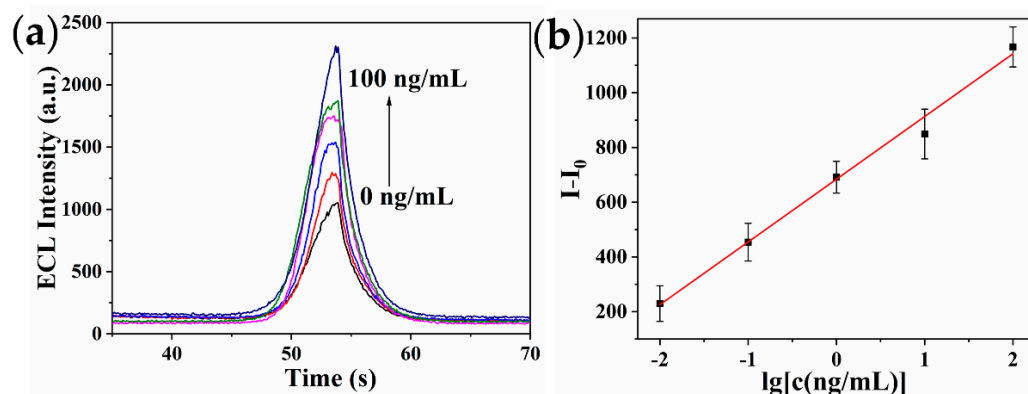 (a)
ECL Intensity (a.u.)
2500
2000
1500
1000
500
0
100 ng/mL
0 ng/mL
40
50
60
70
Time (s)
(b)
I-I₀
1200
1000
800
600
400
200
-2
-1
0
1
2
lg[c(ng/mL)]